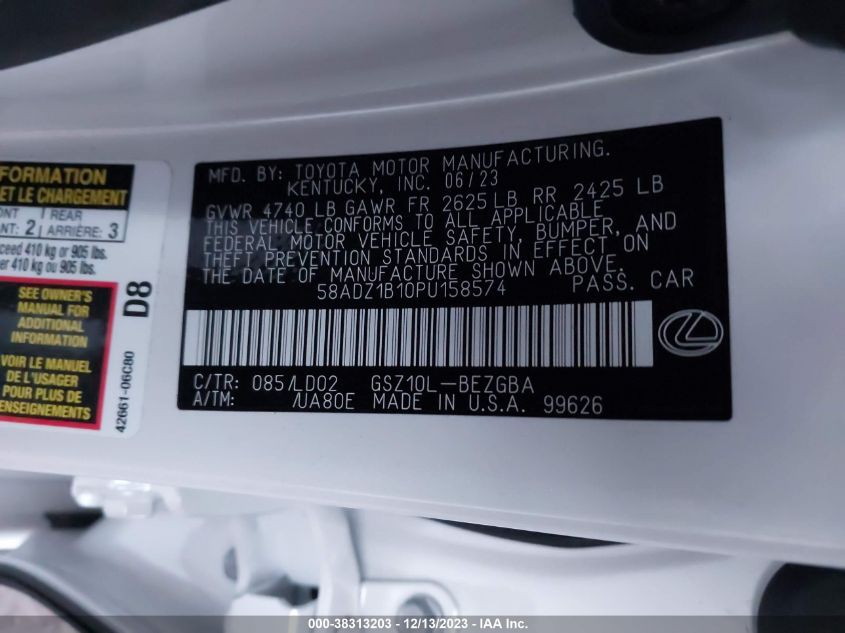 FORMATION
ET LE CHARGEMENT
ONT 2 REAR
NT: 2 ARRIÈRE: 3
ceed 410 kg or 905 lbs.
er 410 kg ou 905 lbs.
SEE OWNER'S
MANUAL FOR
ADDITIONAL
INFORMATION
VOIR LE MANUEL
DE L'USAGER
POUR PLUS DE
ENSEIGNEMENTS
D8
42661-06C80
MFD. BY: TOYOTA MOTOR MANUFACTURING.
KENTUCKY, INC. 06/23
GVWR 4740 LB GAWR FR 2625 LB RR 2425 LB
THIS VEHICLE CONFORMS TO ALL APPLICABLE
FEDERAL MOTOR VEHICLE SAFETY, BUMPER, AND
THEFT PREVENTION STANDARDS IN EFFECT ON
THE DATE OF MANUFACTURE SHOWN ABOVE.
58ADZ1B10PU158574 PASS. CAR
C/TR: 085/LD02 GSZ10L-BEZGBA
A/TM: /UA80E MADE IN U.S.A. 99626
000-38313203 - 12/13/2023 - IAA Inc.